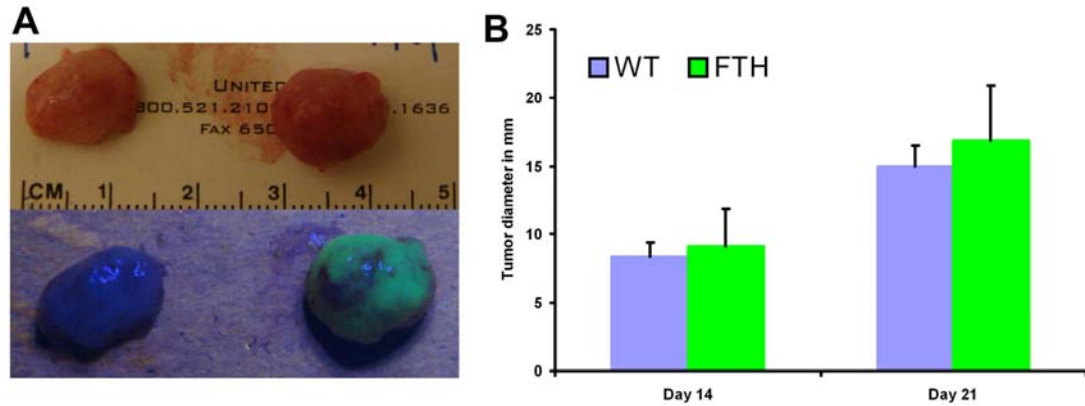 A
UNITED
800.521.210
.1636
FAX 650
CM 1 2 3 4 5
B
Tumor diameter in mm
25
20
15
10
5
0
WT FTH
Day 14 Day 21